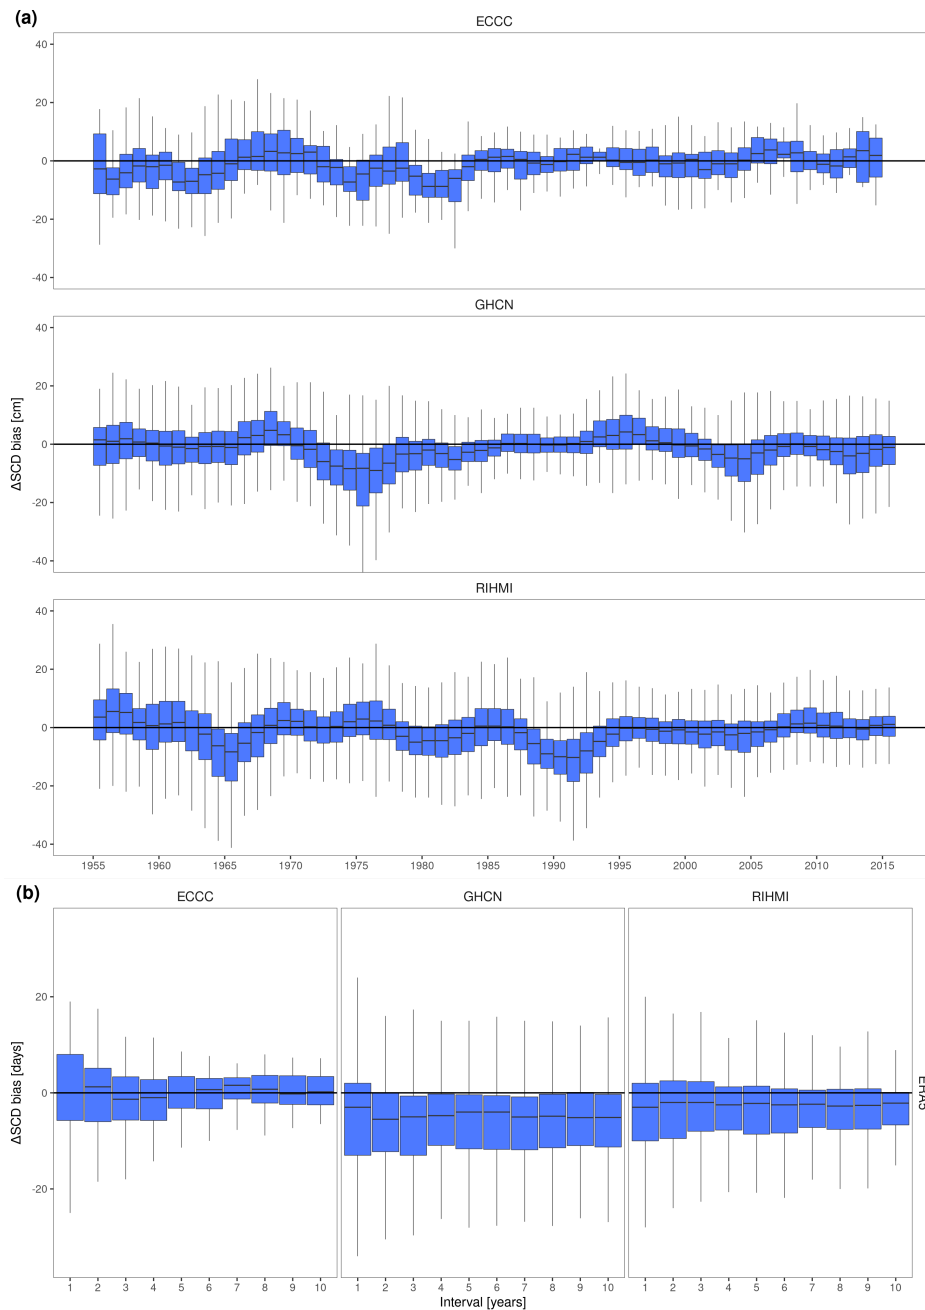 (a)
ECCC
40
20
0
-20
-40
GHCN
40
20
0
-20
-40
ΔSCD bias [cm]
RIHMI
40
20
0
-20
-40
1955 1960 1965 1970 1975 1980 1985 1990 1995 2000 2005 2010 2015
(b)
ECCC GHCN RIHMI
20
0
-20
ΔSCD bias [days]
ERA5
1 2 3 4 5 6 7 8 9 10 1 2 3 4 5 6 7 8 9 10 1 2 3 4 5 6 7 8 9 10
Interval [years]